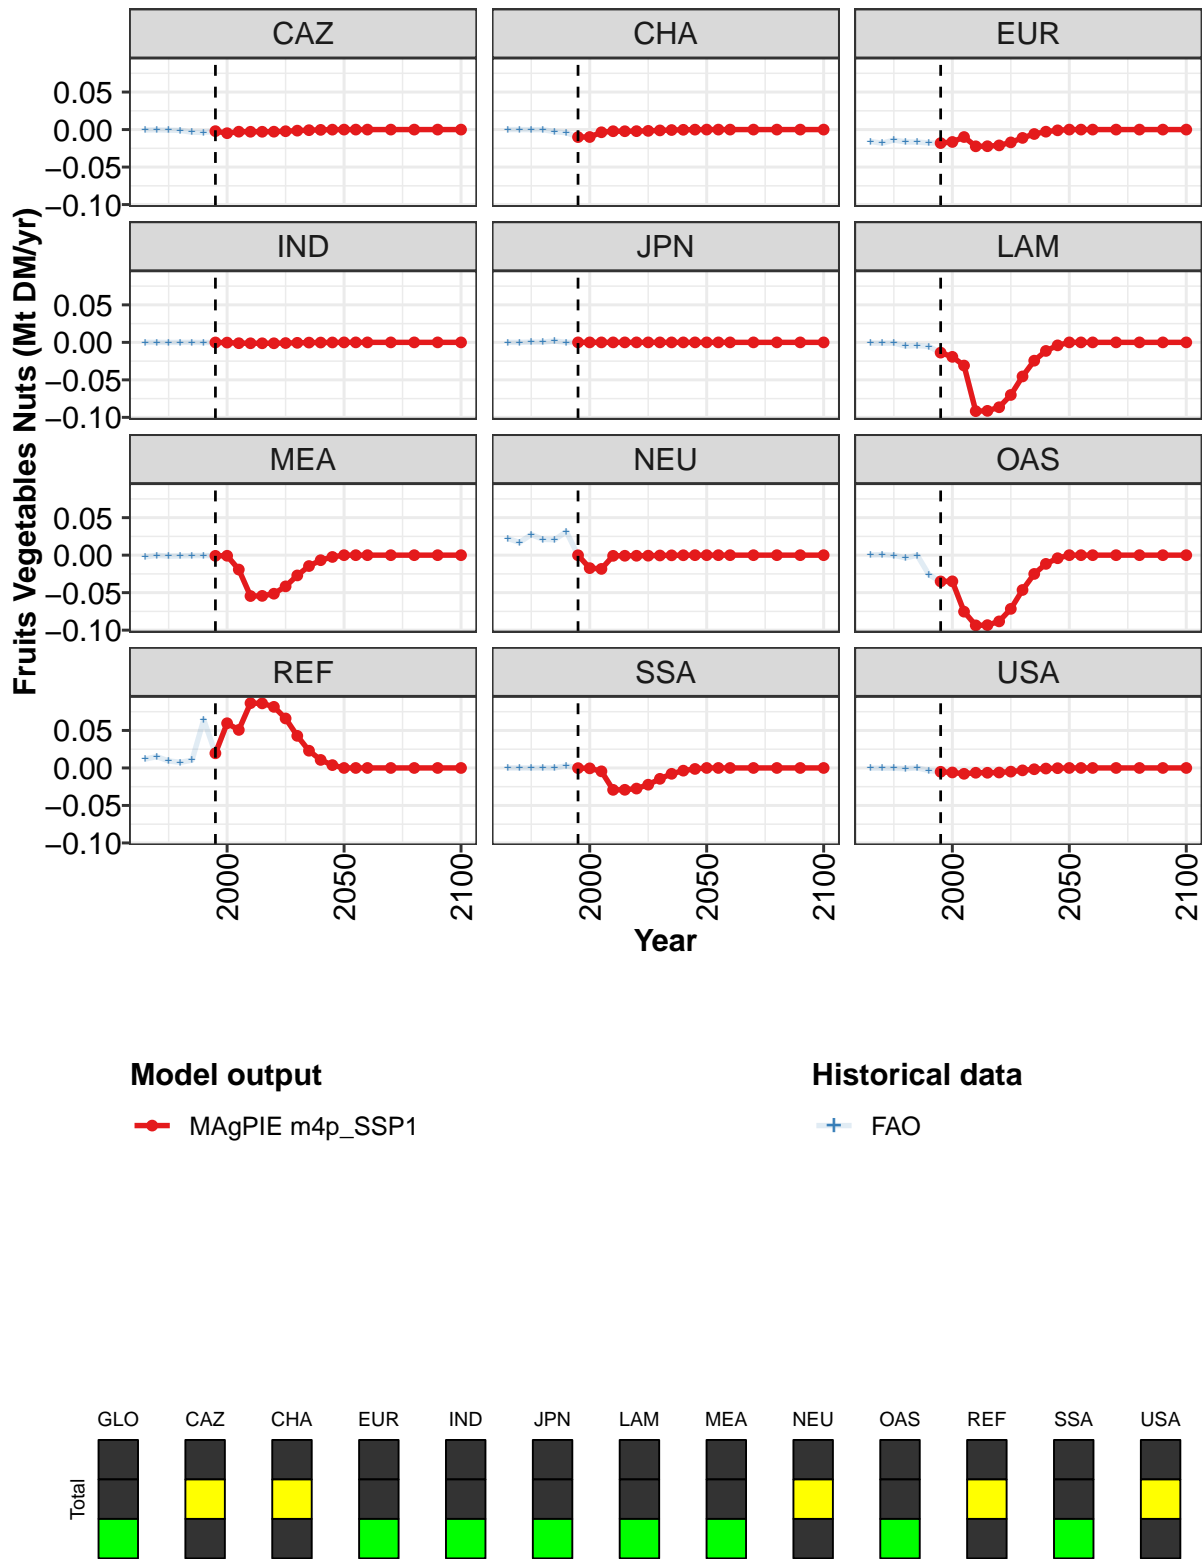 CAZ CHA EUR
0.05
0.00
−0.05
−0.10
IND JPN LAM
0.05
0.00
−0.05
−0.10
MEA NEU OAS
0.05
0.00
−0.05
−0.10
REF SSA USA
0.05
0.00
−0.05
−0.10
Fruits Vegetables Nuts (Mt DM/yr)
2000 2050 2100 2000 2050 2100 2000 2050 2100
Year
Model output Historical data
MAgPIE m4p_SSP1 FAO
GLO CAZ CHA EUR IND JPN LAM MEA NEU OAS REF SSA USA
Total